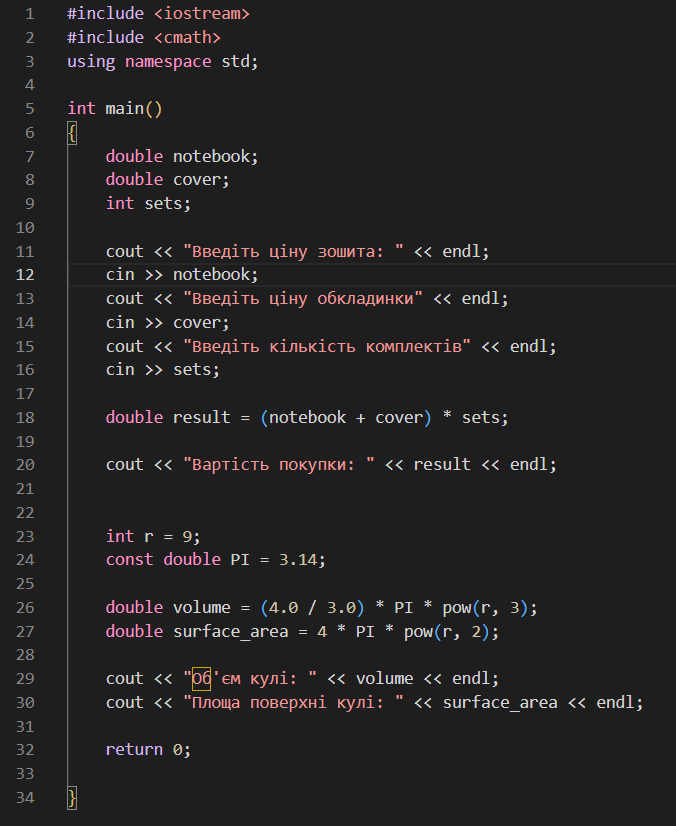 1 #include <iostream>
2 #include <cmath>
3 using namespace std;
4
5 int main()
6 {
7     double notebook;
8     double cover;
9     int sets;
10
11     cout << "Введіть ціну зошита: " << endl;
12     cin >> notebook;
13     cout << "Введіть ціну обкладинки" << endl;
14     cin >> cover;
15     cout << "Введіть кількість комплектів" << endl;
16     cin >> sets;
17
18     double result = (notebook + cover) * sets;
19
20     cout << "Вартість покупки: " << result << endl;
21
22
23     int r = 9;
24     const double PI = 3.14;
25
26     double volume = (4.0 / 3.0) * PI * pow(r, 3);
27     double surface_area = 4 * PI * pow(r, 2);
28
29     cout << "Об'єм кулі: " << volume << endl;
30     cout << "Площа поверхні кулі: " << surface_area << endl;
31
32     return 0;
33
34 }